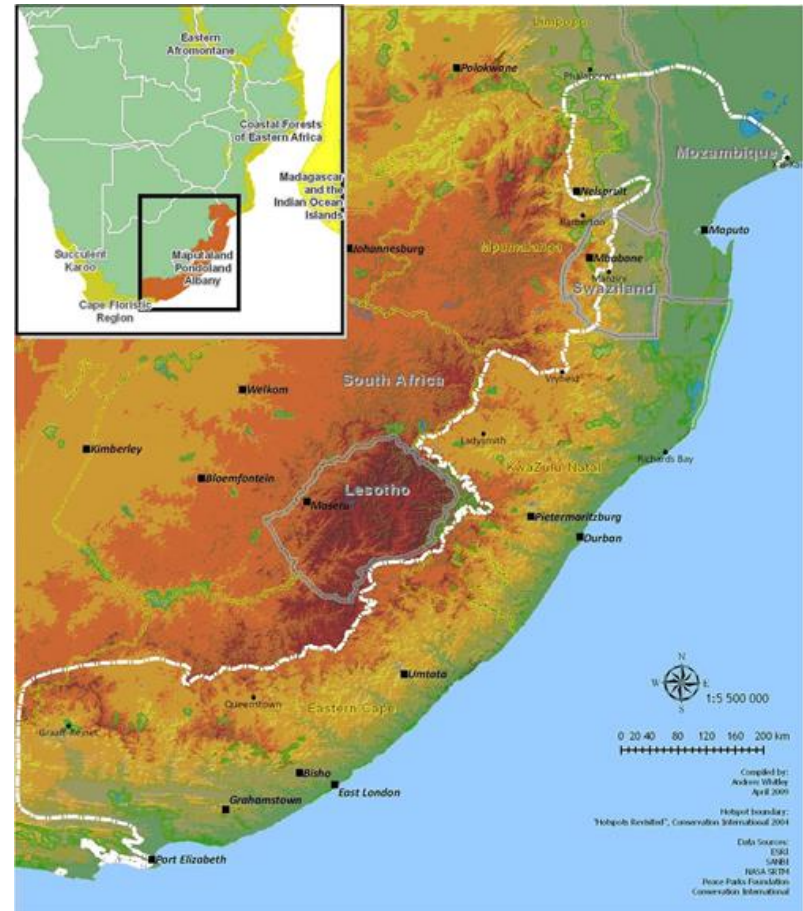 Eastern
Afromontane
Coastal Forests
of Eastern Africa
Madagascar
and the
Indian Ocean
Islands
Succulent
Karoo
Maputaland
Pondoland
Albany
Cape Floristic
Region
Limpopo
Polokwane
Phalaborwa
Mozambique
Nelspruit
Barberton
Maputo
Johannesburg
Mpumalanga
Mbabane
Manzini
Swaziland
South Africa
Vryheid
Welkom
Ladysmith
Kimberley
KwaZulu Natal
Richards Bay
Bloemfontein
Lesotho
Maseru
Pietermaritzburg
Durban
Umtata
N
W E
S
1:5 500 000
Queenstown
Eastern Cape
Graaff-Reinet
0 20 40 80 120 160 200 km
Bisho
East London
Grahamstown
Port Elizabeth
Compiled by:
Andrew Whitley
April 2009
Hotspot boundary:
"Hotspots Revisited", Conservation International 2004
Data Sources:
ESRI
SANBI
NASA SRTM
Peace Parks Foundation
Conservation International